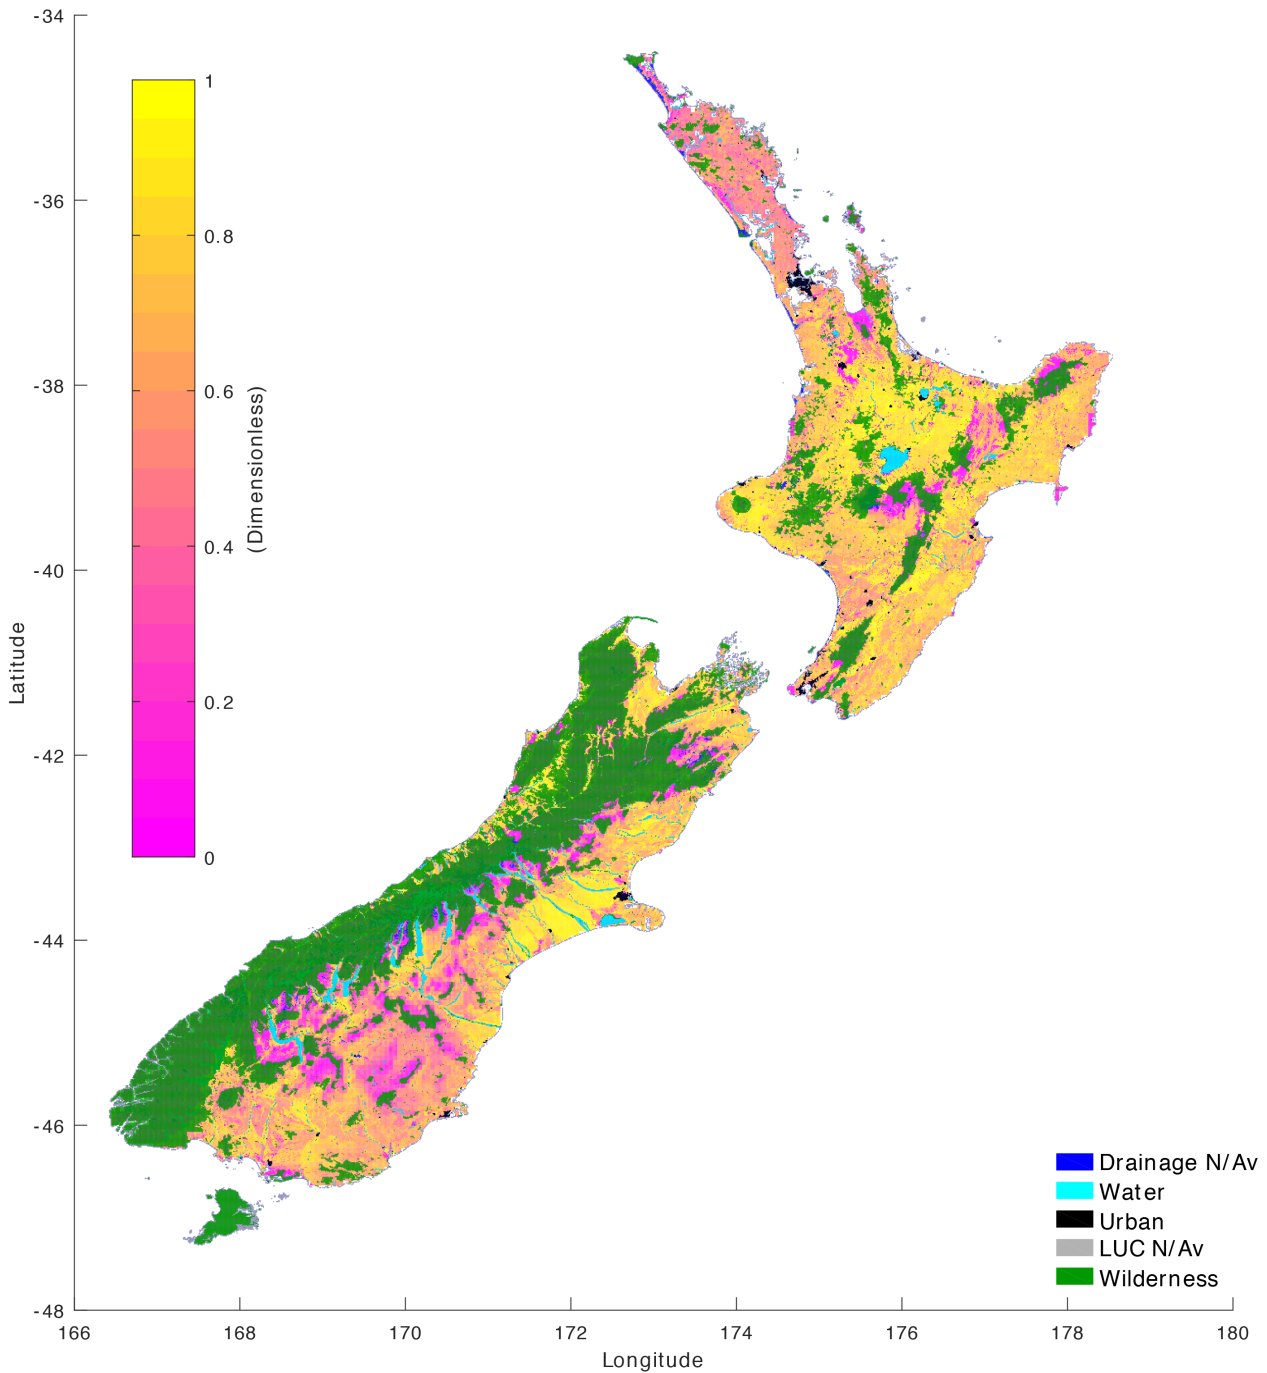 -34
-36
-38
-40
-42
-44
-46
-48
Latitude
1
0.8
0.6
0.4
0.2
0
(Dimensionless)
Drainage N/Av
Water
Urban
LUC N/Av
Wilderness
166 168 170 172 174 176 178 180
Longitude